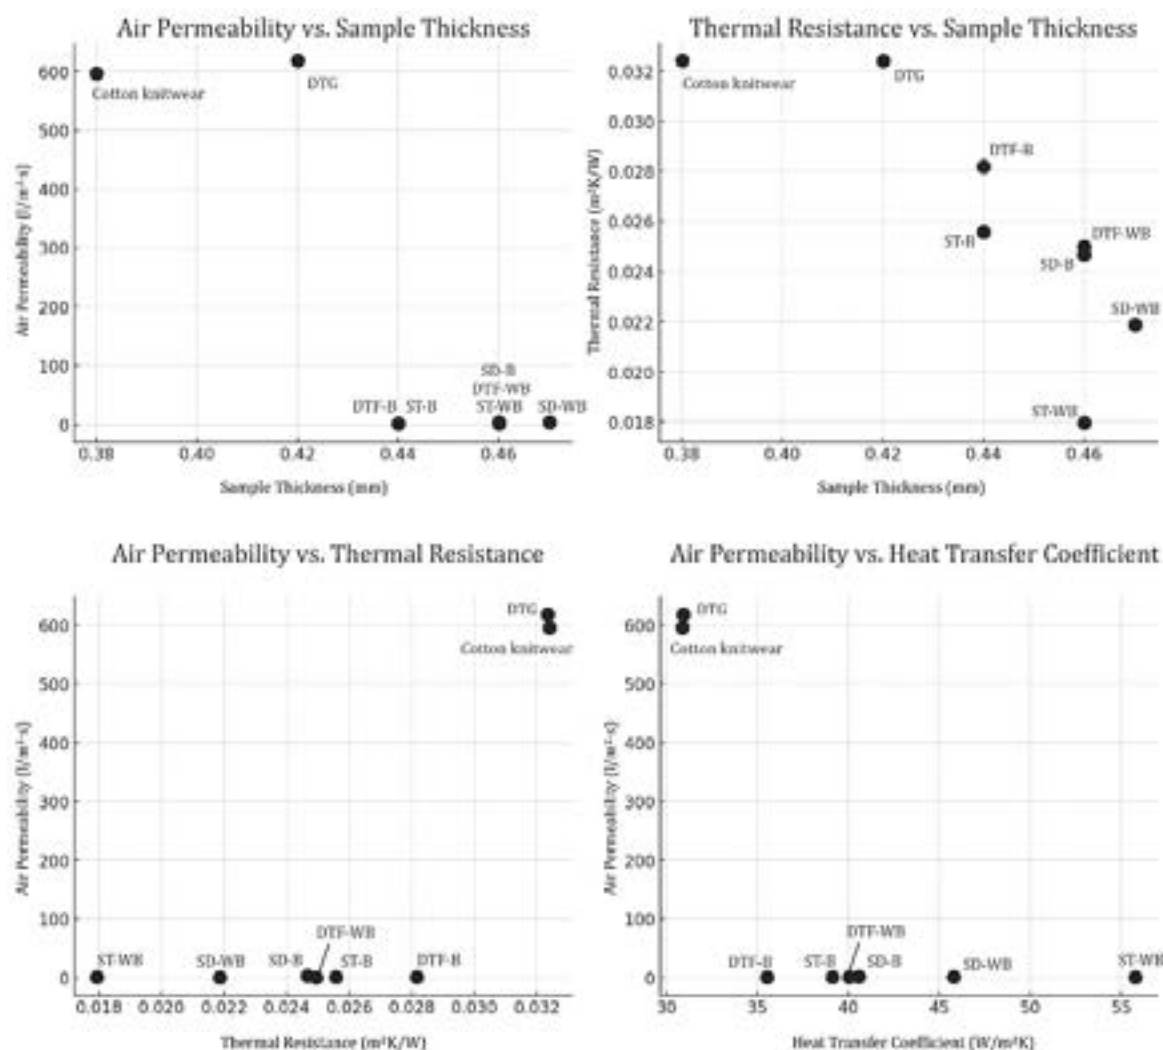 Air Permeability vs. Sample Thickness
600
500
400
300
200
100
0
Air Permeability (l/m²·s)
Cotton knitwear
DTG
SD-B
DTF-WB
DTF-B ST-B ST-WB SD-WB
0.38 0.40 0.42 0.44 0.46
Sample Thickness (mm)
Thermal Resistance vs. Sample Thickness
0.032
0.030
0.028
0.026
0.024
0.022
0.020
0.018
Thermal Resistance (m²K/W)
Cotton knitwear
DTG
DTF-B
ST-B
DTF-WB
SD-B
SD-WB
ST-WB
0.38 0.40 0.42 0.44 0.46
Sample Thickness (mm)
Air Permeability vs. Thermal Resistance
600
500
400
300
200
100
0
Air Permeability (l/m²·s)
DTG
Cotton knitwear
DTF-WB
ST-WB SD-WB SD-B ST-B DTF-B
0.018 0.020 0.022 0.024 0.026 0.028 0.030 0.032
Thermal Resistance (m²K/W)
Air Permeability vs. Heat Transfer Coefficient
600
500
400
300
200
100
0
Air Permeability (l/m²·s)
DTG
Cotton knitwear
DTF-WB
DTF-B ST-B SD-B SD-WB ST-WB
30 35 40 45 50 55
Heat Transfer Coefficient (W/m²K)